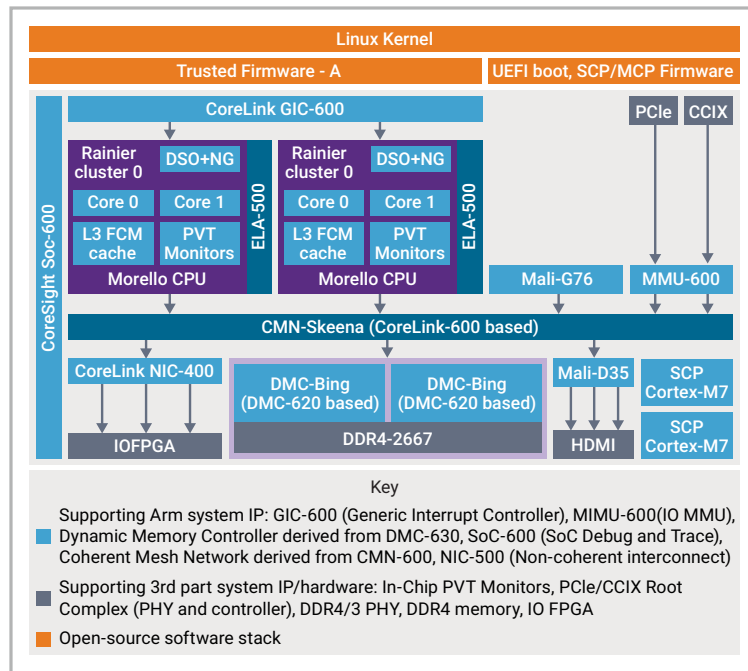 Linux Kernel
Trusted Firmware - A
UEFI boot, SCP/MCP Firmware
CoreSight Soc-600
CoreLink GIC-600
PCIe
CCIX
Rainier
cluster 0
DSO+NG
Core 0
Core 1
L3 FCM
cache
PVT
Monitors
Morello CPU
ELA-500
Rainier
cluster 0
DSO+NG
Core 0
Core 1
L3 FCM
cache
PVT
Monitors
Morello CPU
ELA-500
Mali-G76
MMU-600
CMN-Skeena (CoreLink-600 based)
CoreLink NIC-400
IOFPGA
DMC-Bing
(DMC-620 based)
DMC-Bing
(DMC-620 based)
DDR4-2667
Mali-D35
HDMI
SCP
Cortex-M7
SCP
Cortex-M7
Key
Supporting Arm system IP: GIC-600 (Generic Interrupt Controller), MIMU-600(IO MMU),
Dynamic Memory Controller derived from DMC-630, SoC-600 (SoC Debug and Trace),
Coherent Mesh Network derived from CMN-600, NIC-500 (Non-coherent interconnect)
Supporting 3rd part system IP/hardware: In-Chip PVT Monitors, PCIe/CCIX Root
Complex (PHY and controller), DDR4/3 PHY, DDR4 memory, IO FPGA
Open-source software stack